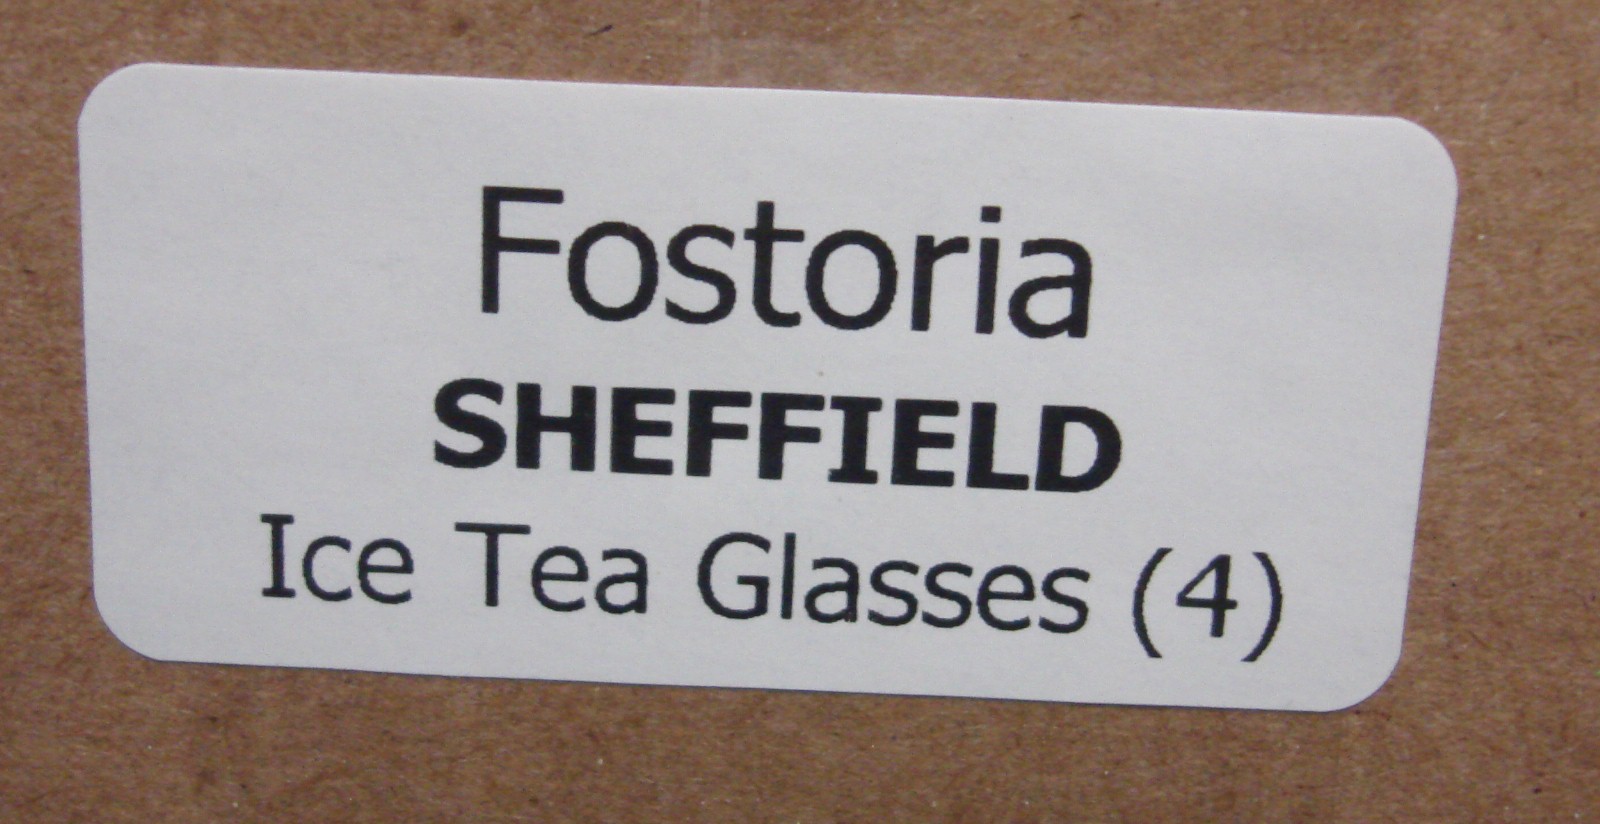 Fostoria
SHEFFIELD
Ice Tea Glasses (4)